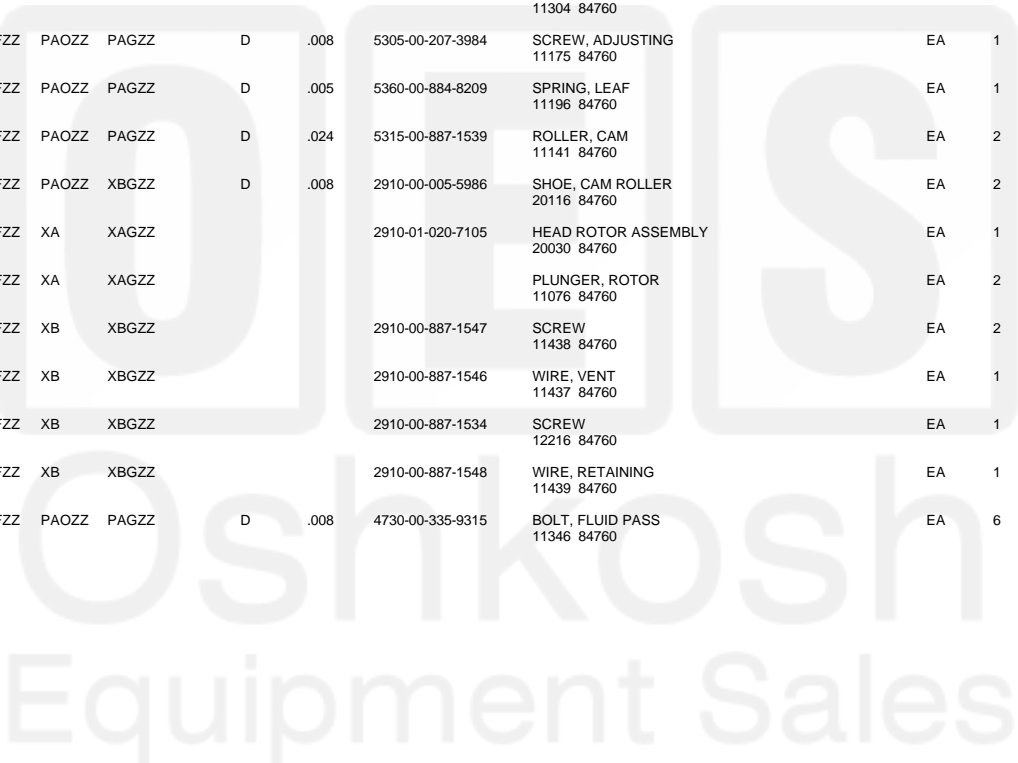 11304 84760
FZZ PAOZZ PAGZZ D .008 5305-00-207-3984 SCREW, ADJUSTING EA 1
11175 84760
FZZ PAOZZ PAGZZ D .005 5360-00-884-8209 SPRING, LEAF EA 1
11196 84760
FZZ PAOZZ PAGZZ D .024 5315-00-887-1539 ROLLER, CAM EA 2
11141 84760
FZZ PAOZZ XBGZZ D .008 2910-00-005-5986 SHOE, CAM ROLLER EA 2
20116 84760
FZZ XA XAGZZ 2910-01-020-7105 HEAD ROTOR ASSEMBLY EA 1
20030 84760
FZZ XA XAGZZ PLUNGER, ROTOR EA 2
11076 84760
FZZ XB XBGZZ 2910-00-887-1547 SCREW EA 2
11438 84760
FZZ XB XBGZZ 2910-00-887-1546 WIRE, VENT EA 1
11437 84760
FZZ XB XBGZZ 2910-00-887-1534 SCREW EA 1
12216 84760
FZZ XB XBGZZ 2910-00-887-1548 WIRE, RETAINING EA 1
11439 84760
FZZ PAOZZ PAGZZ D .008 4730-00-335-9315 BOLT, FLUID PASS EA 6
11346 84760
OES
Oshkosh
Equipment Sales